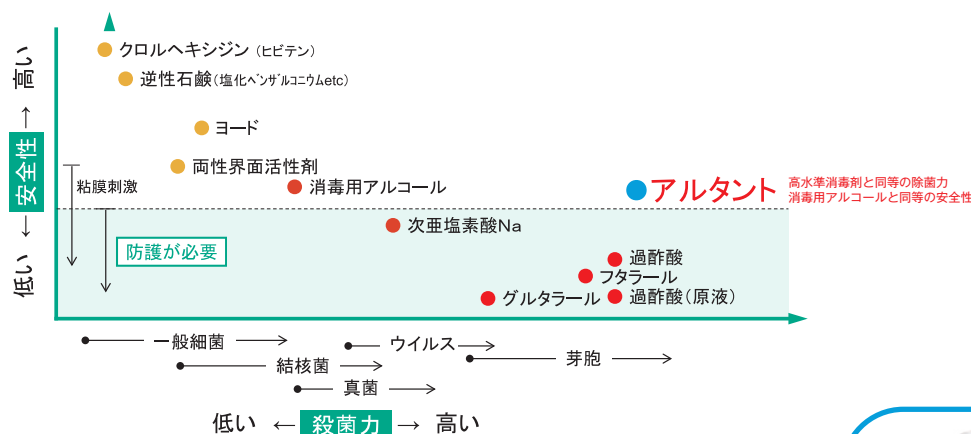 クロルヘキシジン（ヒビテン）
逆性石鹸（塩化ベンザルコニウムetc）
ヨード
両性界面活性剤
消毒用アルコール
アルタント
高水準消毒剤と同等の除菌力
消毒用アルコールと同等の安全性
次亜塩素酸Na
過酢酸
フタラール
グルタラール
過酢酸（原液）
高い
↑
安全性
↓
低い
粘膜刺激
防護が必要
一般細菌
ウイルス
結核菌
芽胞
真菌
低い ← 殺菌力 → 高い